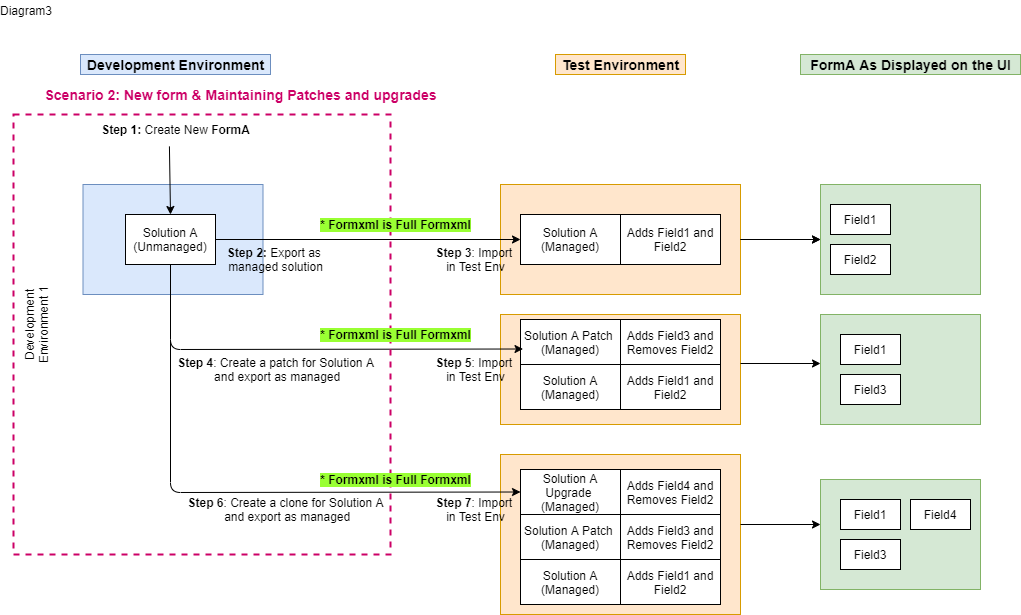 Diagram3
Development Environment
Test Environment
FormA As Displayed on the UI
Scenario 2: New form & Maintaining Patches and upgrades
Step 1: Create New FormA
Development
Environment 1
Solution A
(Unmanaged)
* Formxml is Full Formxml
Step 2: Export as
managed solution
Step 3: Import
in Test Env
Solution A
(Managed)
Adds Field1 and
Field2
Field1
Field2
* Formxml is Full Formxml
Step 4: Create a patch for Solution A
and export as managed
Step 5: Import
in Test Env
Solution A Patch
(Managed)
Adds Field3 and
Removes Field2
Solution A
(Managed)
Adds Field1 and
Field2
Field1
Field3
* Formxml is Full Formxml
Step 6: Create a clone for Solution A
and export as managed
Step 7: Import
in Test Env
Solution A
Upgrade
(Managed)
Adds Field4 and
Removes Field2
Solution A Patch
(Managed)
Adds Field3 and
Removes Field2
Solution A
(Managed)
Adds Field1 and
Field2
Field1
Field4
Field3